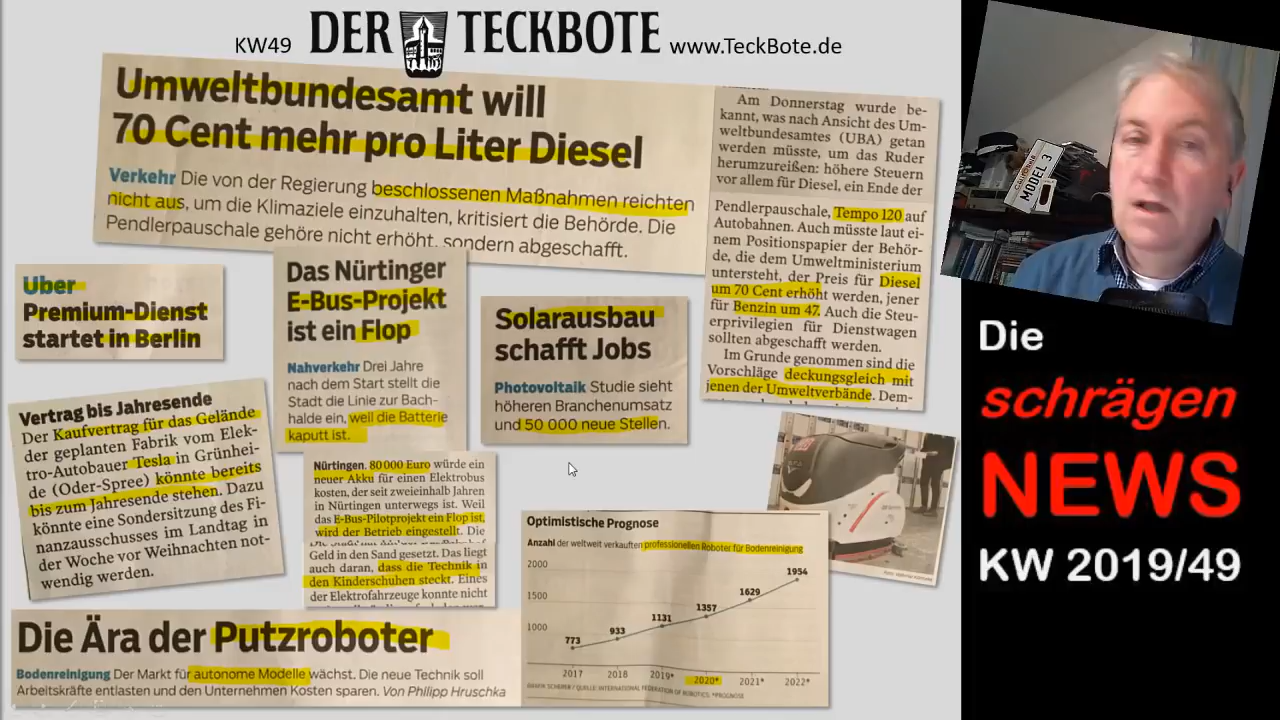 KW49 DER TECKBOTE www.TeckBote.de
Umweltbundesamt will
70 Cent mehr pro Liter Diesel
Verkehr Die von der Regierung beschlossenen Maßnahmen reichten
nicht aus, um die Klimaziele einzuhalten, kritisiert die Behörde. Die
Pendlerpauschale gehöre nicht erhöht, sondern abgeschafft.
Am Donnerstag wurde be-
kannt, was nach Ansicht des Um-
weltbundesamtes (UBA) getan
werden müsste, um das Ruder
herumzureißen: höhere Steuern
vor allem für Diesel, ein Ende der
Pendlerpauschale, Tempo 120 auf
Autobahnen. Auch müsste laut ei-
nem Positionspapier der Behör-
de, die dem Umweltministerium
untersteht, der Preis für Diesel
um 70 Cent erhöht werden, jener
für Benzin um 47. Auch die Steu-
erprivilegien für Dienstwagen
sollten abgeschafft werden.
Im Grunde genommen sind die
Vorschläge deckungsgleich mit
jenen der Umweltverbände. Dem-
Uber
Premium-Dienst
startet in Berlin
Das Nürtinger
E-Bus-Projekt
ist ein Flop
Nahverkehr Drei Jahre
nach dem Start stellt die
Stadt die Linie zur Bach-
halde ein, weil die Batterie
kaputt ist.
Solarausbau
schafft Jobs
Photovoltaik Studie sieht
höheren Branchenumsatz
und 50 000 neue Stellen.
Vertrag bis Jahresende
Der Kaufvertrag für das Gelände
der geplanten Fabrik vom Elek-
tro-Autobauer Tesla in Grünhei-
de (Oder-Spree) könnte bereits
bis zum Jahresende stehen. Dazu
könnte eine Sondersitzung des Fi-
nanzausschusses im Landtag in
der Woche vor Weihnachten not-
wendig werden.
Nürtingen. 80 000 Euro würde ein
neuer Akku für einen Elektrobus
kosten, der seit zweieinhalb Jahren
in Nürtingen unterwegs ist. Weil
das E-Bus-Pilotprojekt ein Flop ist,
wird der Betrieb eingestellt. Die
Geld in den Sand gesetzt. Das liegt
auch daran, dass die Technik in
den Kinderschuhen steckt. Eines
der Elektrofahrzeuge konnte nicht
Die Ära der Putzroboter
Bodenreinigung Der Markt für autonome Modelle wächst. Die neue Technik soll
Arbeitskräfte entlasten und den Unternehmen Kosten sparen. Von Philipp Hruschka
Optimistische Prognose
Anzahl der weltweit verkauften professionellen Roboter für Bodenreinigung
2000
1500
1000
773 933 1131 1357 1629 1954
2017 2018 2019* 2020* 2021* 2022*
GRAFIK SCHERER / QUELLE: INTERNATIONAL FEDERATION OF ROBOTICS *PROGNOSE
CALIFORNIA
MODEL 3
Die
schrägen
NEWS
KW 2019/49